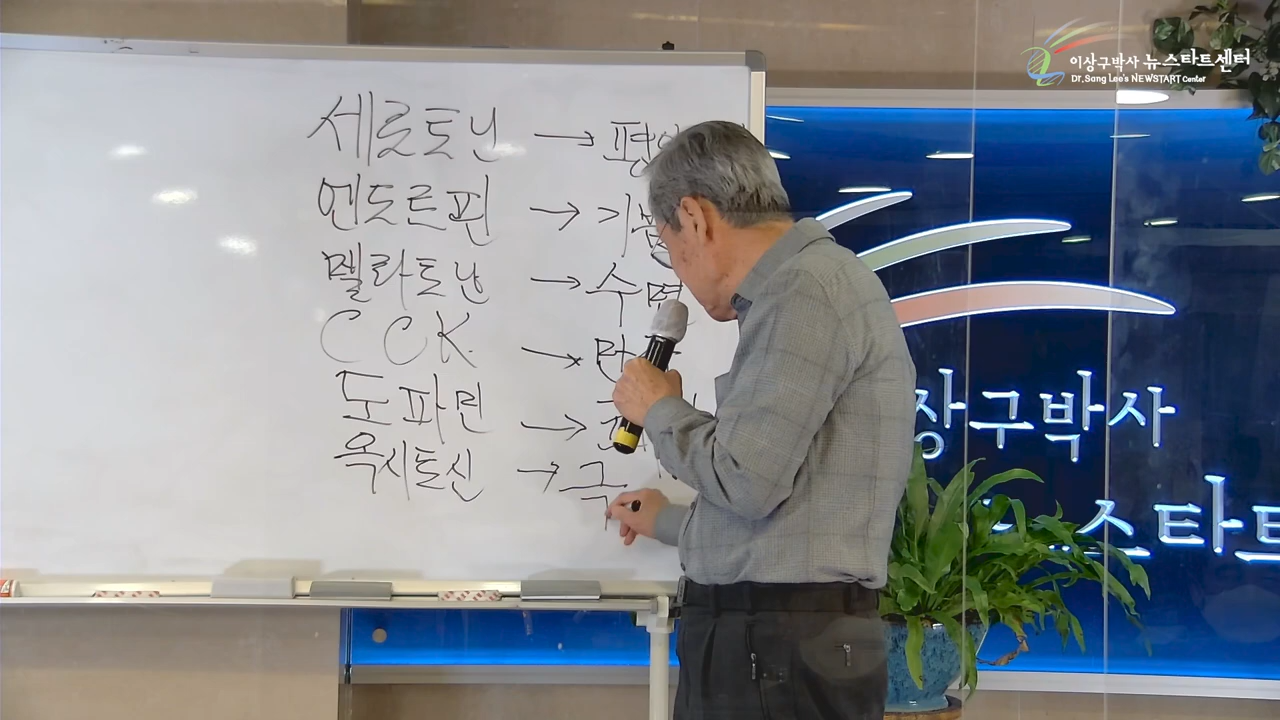 이상구박사 뉴스타트센터
Dr. Sang Lee's NEWSTART Center
세로토닌 →
엔도르핀 →
멜라토닌 → 수면
CCK →
도파민 →
옥시토신 →
상구박사
스타트